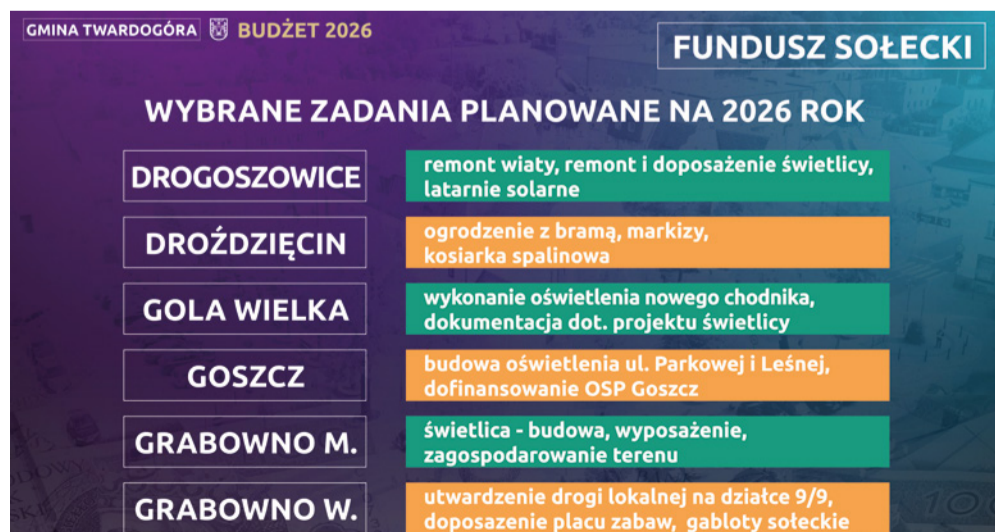 GMINA TWARDOGÓRA BUDŻET 2026
FUNDUSZ SOŁECKI
WYBRANE ZADANIA PLANOWANE NA 2026 ROK
DROGOSZOWICE
remont wiaty, remont i doposażenie świetlicy,
latarnie solarne
DROŹDZIĘCIN
ogrodzenie z bramą, markizy,
kosiarka spalinowa
GOLA WIELKA
wykonanie oświetlenia nowego chodnika,
dokumentacja dot. projektu świetlicy
GOSZCZ
budowa oświetlenia ul. Parkowej i Leśnej,
dofinansowanie OSP Goszcz
GRABOWNO M.
świetlica - budowa, wyposażenie,
zagospodarowanie terenu
GRABOWNO W.
utwardzenie drogi lokalnej na działce 9/9,
doposazenie placu zabaw, gabloty sołeckie